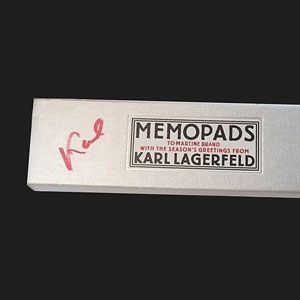 Karl
MEMOPADS
TO MARTINE BRAND
WITH THE SEASON'S GREETINGS FROM
KARL LAGERFELD